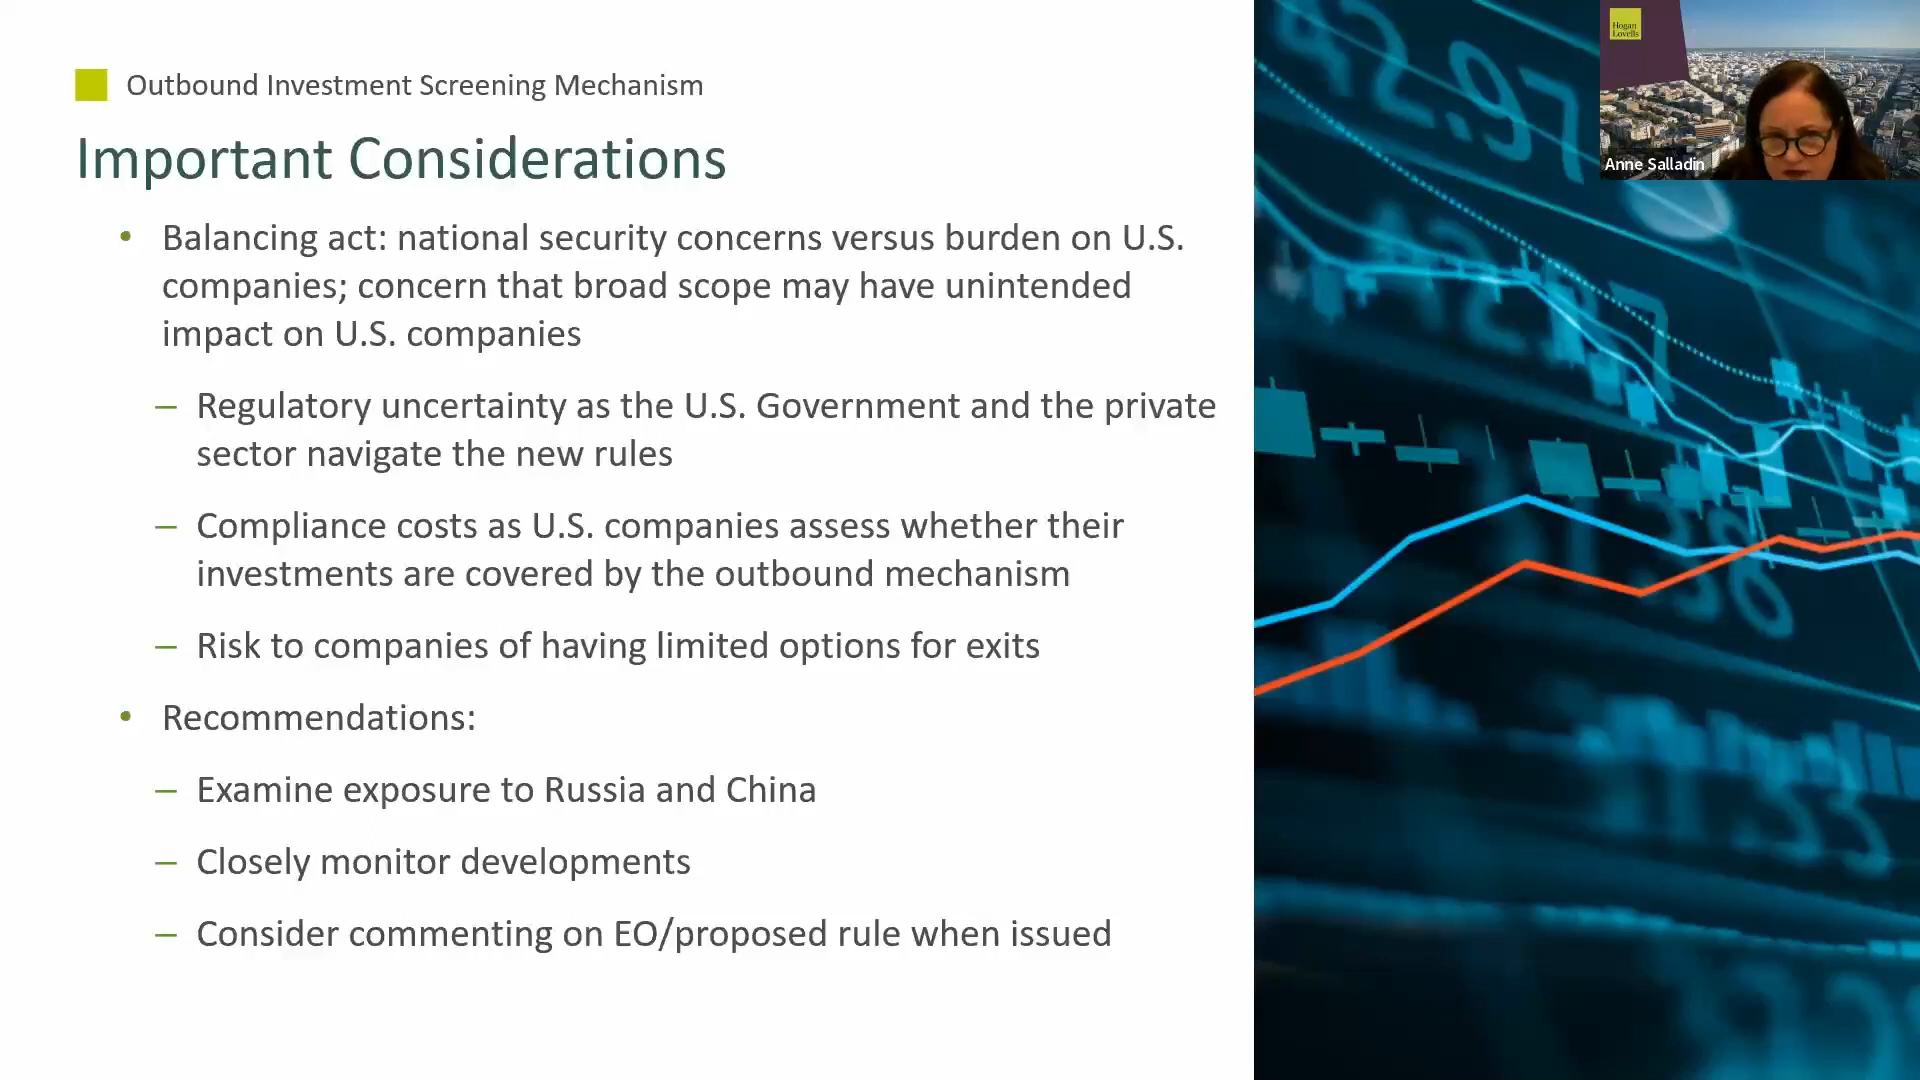 Outbound Investment Screening Mechanism
Important Considerations
• Balancing act: national security concerns versus burden on U.S.
companies; concern that broad scope may have unintended
impact on U.S. companies
– Regulatory uncertainty as the U.S. Government and the private
sector navigate the new rules
– Compliance costs as U.S. companies assess whether their
investments are covered by the outbound mechanism
– Risk to companies of having limited options for exits
• Recommendations:
– Examine exposure to Russia and China
– Closely monitor developments
– Consider commenting on EO/proposed rule when issued
Hogan
Lovells
Anne Salladin